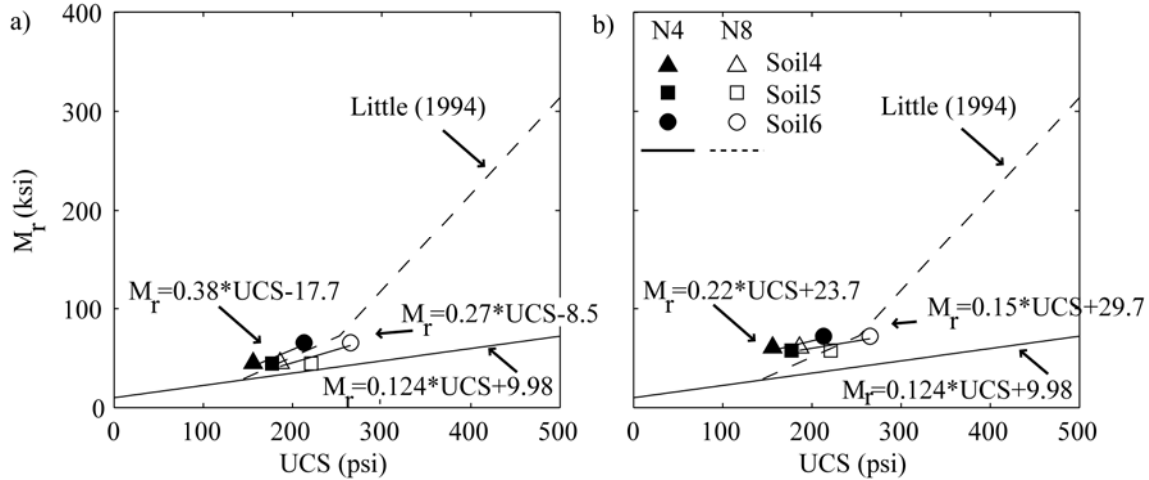 a)
400
300
200
100
0
M_r (ksi)
Little (1994)
M_r=0.38*UCS-17.7
M_r=0.27*UCS-8.5
M_r=0.124*UCS+9.98
0 100 200 300 400 500
UCS (psi)
b)
N4 N8
Soil4
Soil5
Soil6
Little (1994)
M_r=0.22*UCS+23.7
M_r=0.15*UCS+29.7
M_r=0.124*UCS+9.98
0 100 200 300 400 500
UCS (psi)